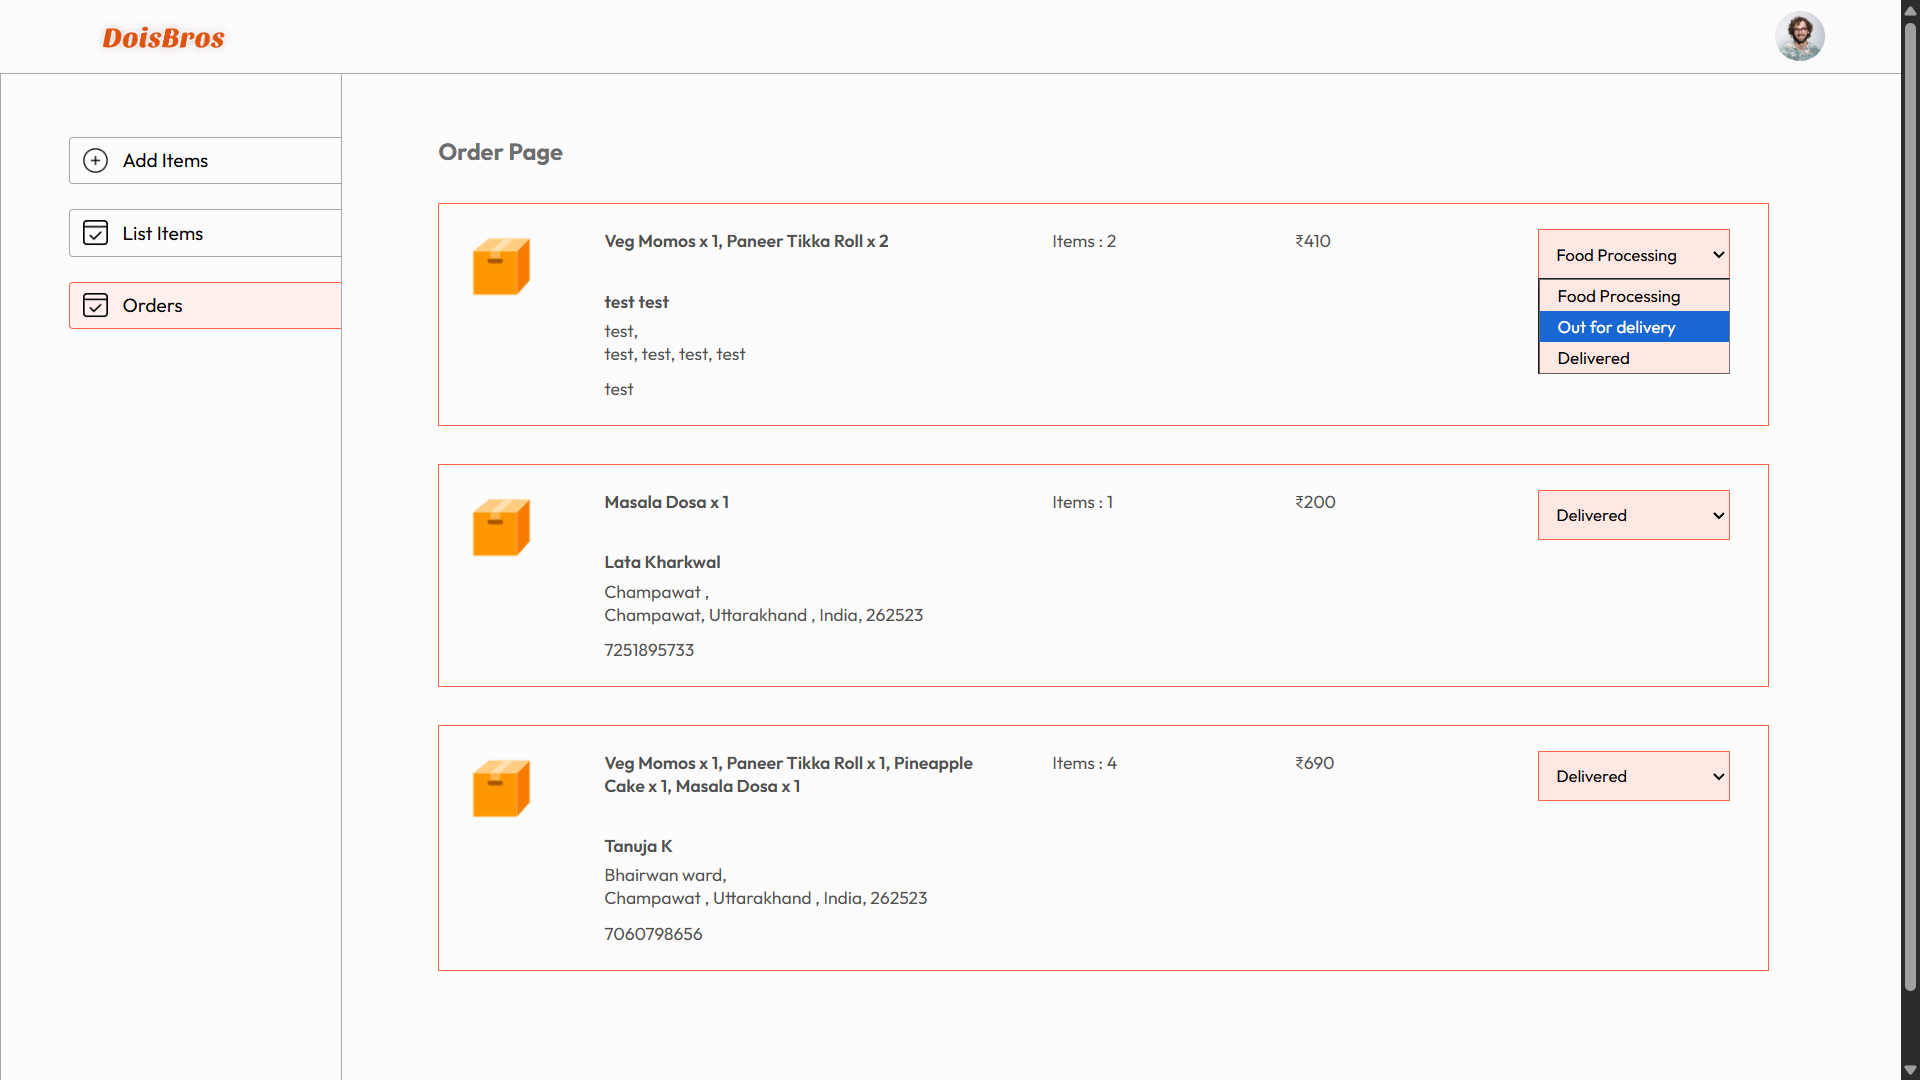 DoisBros
Add Items
List Items
Orders
Order Page
Veg Momos x 1, Paneer Tikka Roll x 2
Items : 2
₹410
Food Processing
Food Processing
Out for delivery
Delivered
test test
test,
test, test, test, test
test
Masala Dosa x 1
Items : 1
₹200
Delivered
Lata Kharkwal
Champawat ,
Champawat, Uttarakhand , India, 262523
7251895733
Veg Momos x 1, Paneer Tikka Roll x 1, Pineapple
Cake x 1, Masala Dosa x 1
Items : 4
₹690
Delivered
Tanuja K
Bhairwan ward,
Champawat , Uttarakhand , India, 262523
7060798656